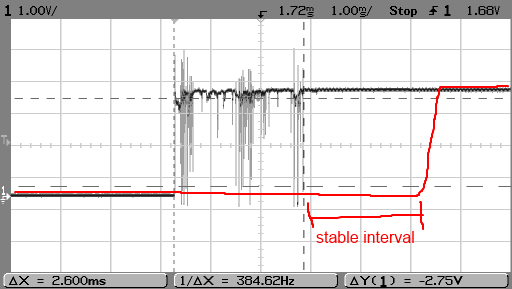 1 1.00V/ 1.72ms 1.00ms/ Stop 1 1.68V
T
1
stable interval
ΔX = 2.600ms 1/ΔX = 384.62Hz ΔY(1) = -2.75V